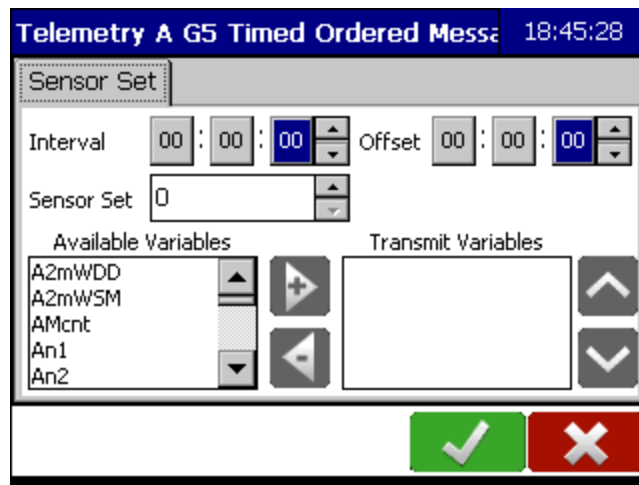 Telemetry A G5 Timed Ordered Messa 18:45:28
Sensor Set
Interval 00 : 00 : 00 Offset 00 : 00 : 00
Sensor Set 0
Available Variables Transmit Variables
A2mWDD
A2mWSM
AMcnt
An1
An2